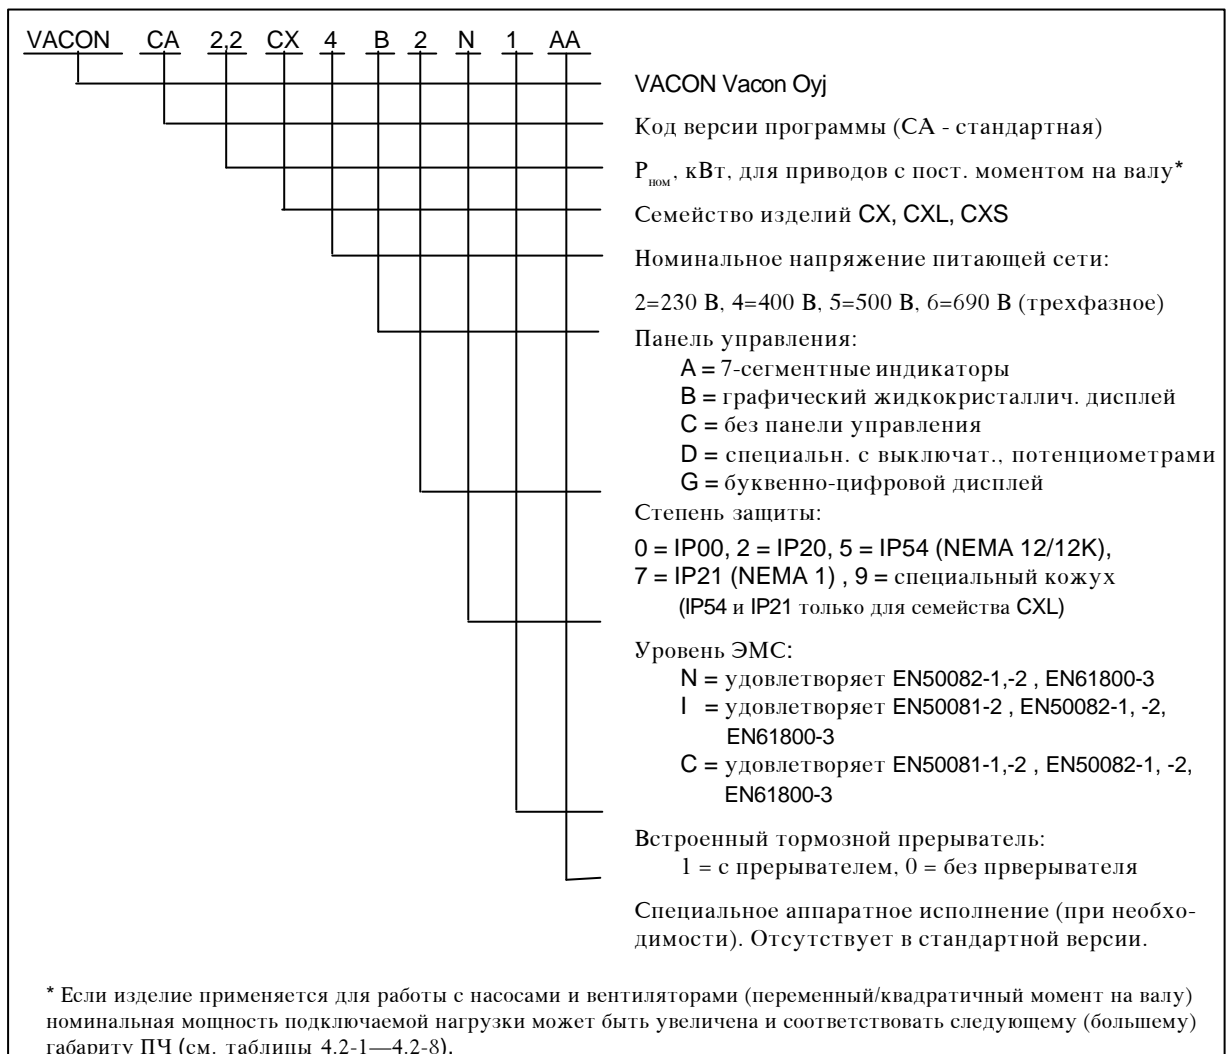 VACON CA 2,2 CX 4 B 2 N 1 AA
VACON Vacon Oyj
Код версии программы (CA - стандартная)
Pном, кВт, для приводов с пост. моментом на валу*
Семейство изделий CX, CXL, CXS
Номинальное напряжение питающей сети:
2=230 В, 4=400 В, 5=500 В, 6=690 В (трехфазное)
Панель управления:
A = 7-сегментные индикаторы
B = графический жидкокристаллич. дисплей
C = без панели управления
D = специальн. с выключат., потенциометрами
G = буквенно-цифровой дисплей
Степень защиты:
0 = IP00, 2 = IP20, 5 = IP54 (NEMA 12/12K),
7 = IP21 (NEMA 1) , 9 = специальный кожух
(IP54 и IP21 только для семейства CXL)
Уровень ЭМС:
N = удовлетворяет EN50082-1,-2 , EN61800-3
I = удовлетворяет EN50081-2 , EN50082-1, -2,
EN61800-3
C = удовлетворяет EN50081-1,-2 , EN50082-1, -2,
EN61800-3
Встроенный тормозной прерыватель:
1 = с прерывателем, 0 = без прверывателя
Специальное аппаратное исполнение (при необхо-
димости). Отсутствует в стандартной версии.
* Если изделие применяется для работы с насосами и вентиляторами (переменный/квадратичный момент на валу)
номинальная мощность подключаемой нагрузки может быть увеличена и соответствовать следующему (большему)
габариту ПЧ (см. таблицы 4.2-1—4.2-8).